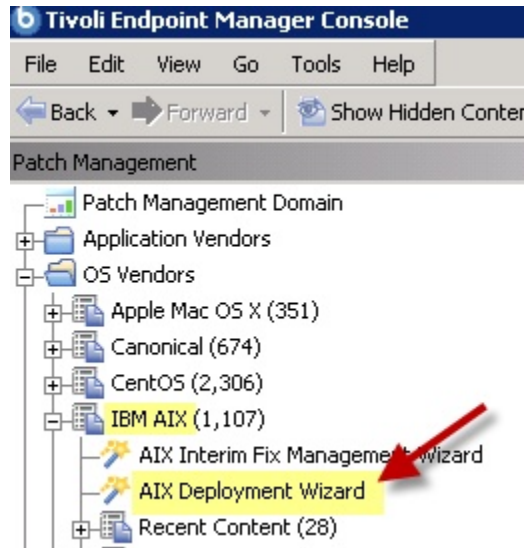 Tivoli Endpoint Manager Console
File Edit View Go Tools Help
Back Forward Show Hidden Conter
Patch Management
Patch Management Domain
Application Vendors
OS Vendors
Apple Mac OS X (351)
Canonical (674)
CentOS (2,306)
IBM AIX (1,107)
AIX Interim Fix Management Wizard
AIX Deployment Wizard
Recent Content (28)